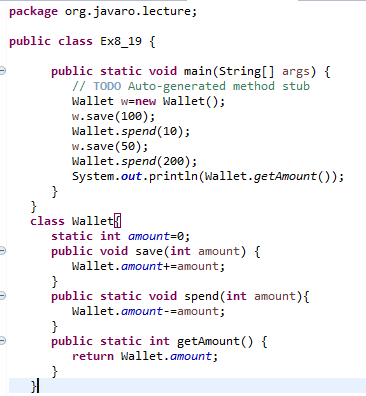 package org.javaro.lecture;
public class Ex8_19 {
public static void main(String[] args) {
// TODO Auto-generated method stub
Wallet w=new Wallet();
w.save(100);
Wallet.spend(10);
w.save(50);
Wallet.spend(200);
System.out.println(Wallet.getAmount());
}
}
class Wallet{
static int amount=0;
public void save(int amount) {
Wallet.amount+=amount;
}
public static void spend(int amount){
Wallet.amount-=amount;
}
public static int getAmount() {
return Wallet.amount;
}
}